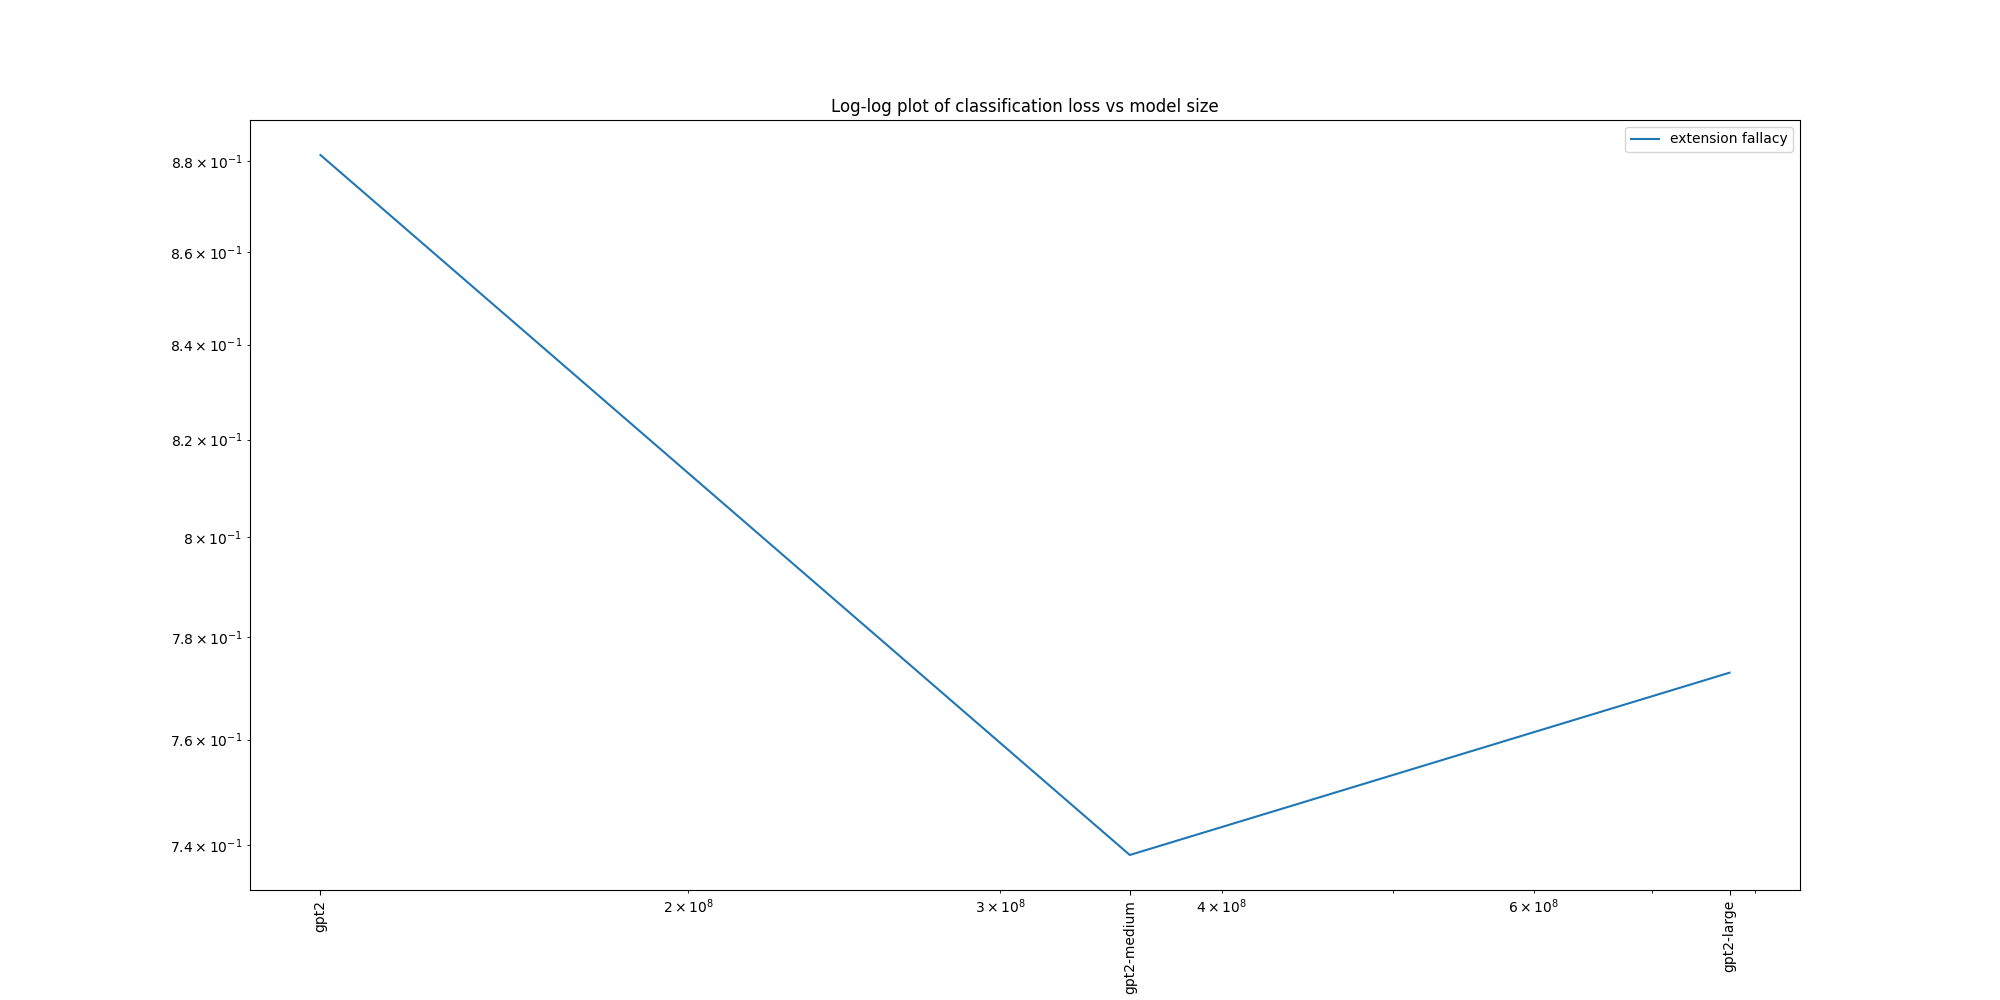 Log-log plot of classification loss vs model size
extension fallacy
8.8 × 10⁻¹
8.6 × 10⁻¹
8.4 × 10⁻¹
8.2 × 10⁻¹
8 × 10⁻¹
7.8 × 10⁻¹
7.6 × 10⁻¹
7.4 × 10⁻¹
2 × 10⁸
3 × 10⁸
4 × 10⁸
6 × 10⁸
gpt2
gpt2-medium
gpt2-large